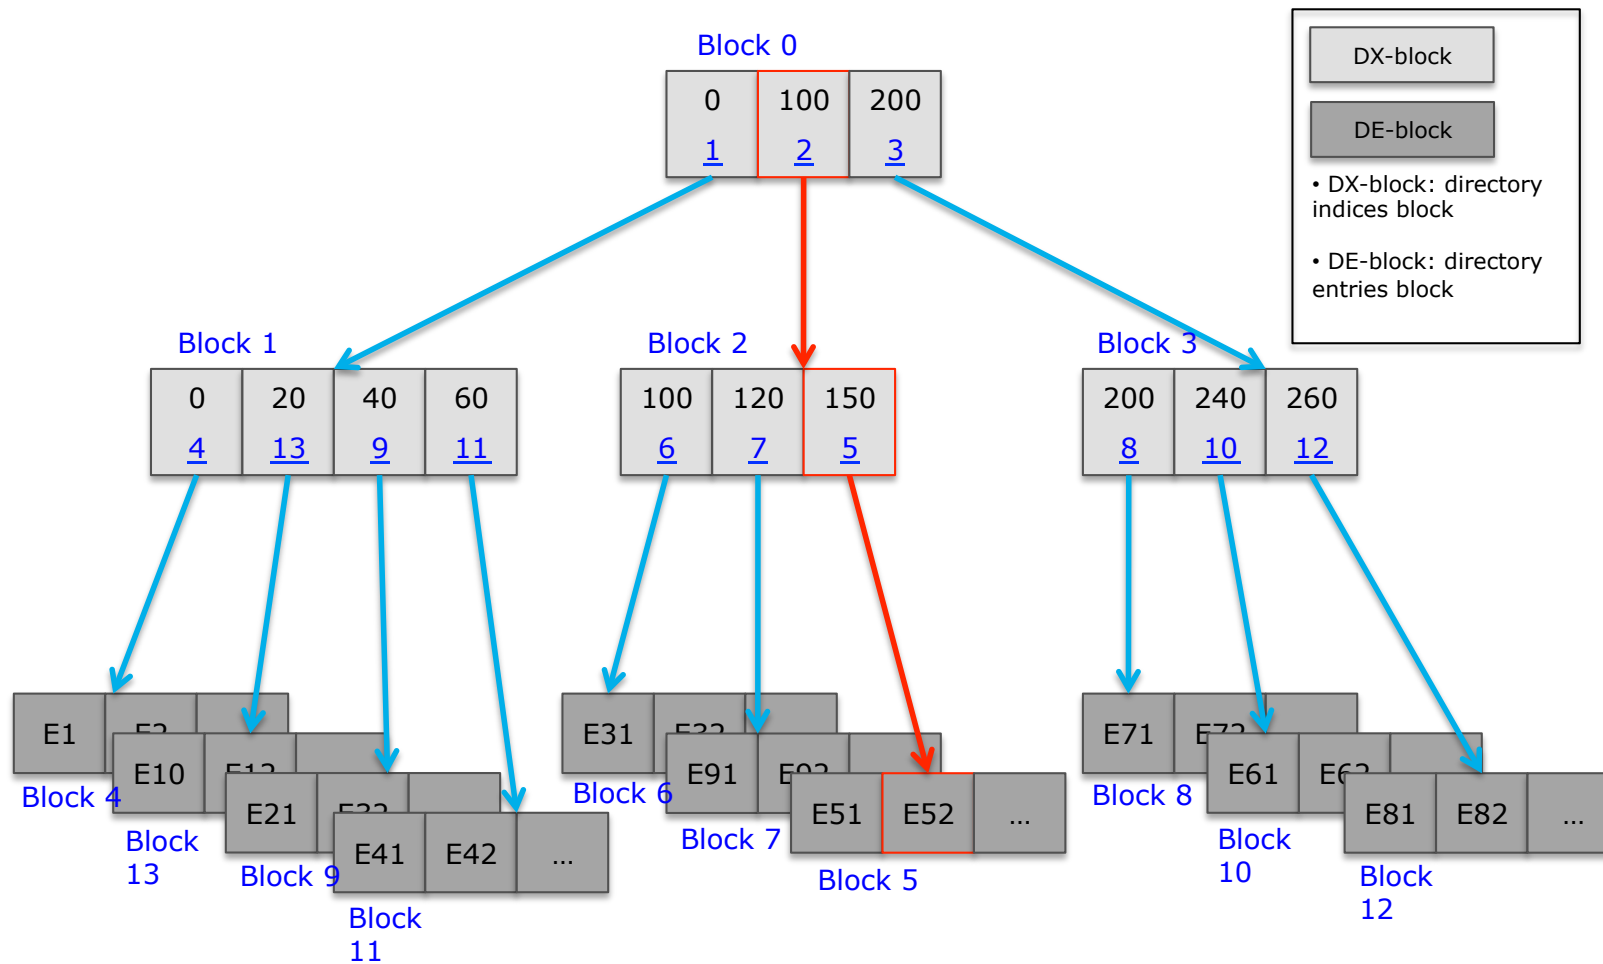 Block 0
0 100 200
1 2 3
DX-block
DE-block
• DX-block: directory
indices block
• DE-block: directory
entries block
Block 1
0 20 40 60
4 13 9 11
Block 2
100 120 150
6 7 5
Block 3
200 240 260
8 10 12
E1
Block 4
E10
Block
13
E21
Block 9
E41 E42 ...
Block
11
E31
Block 6
E91
Block 7
E51 E52 ...
Block 5
E71
Block 8
E61
Block
10
E81 E82 ...
Block
12